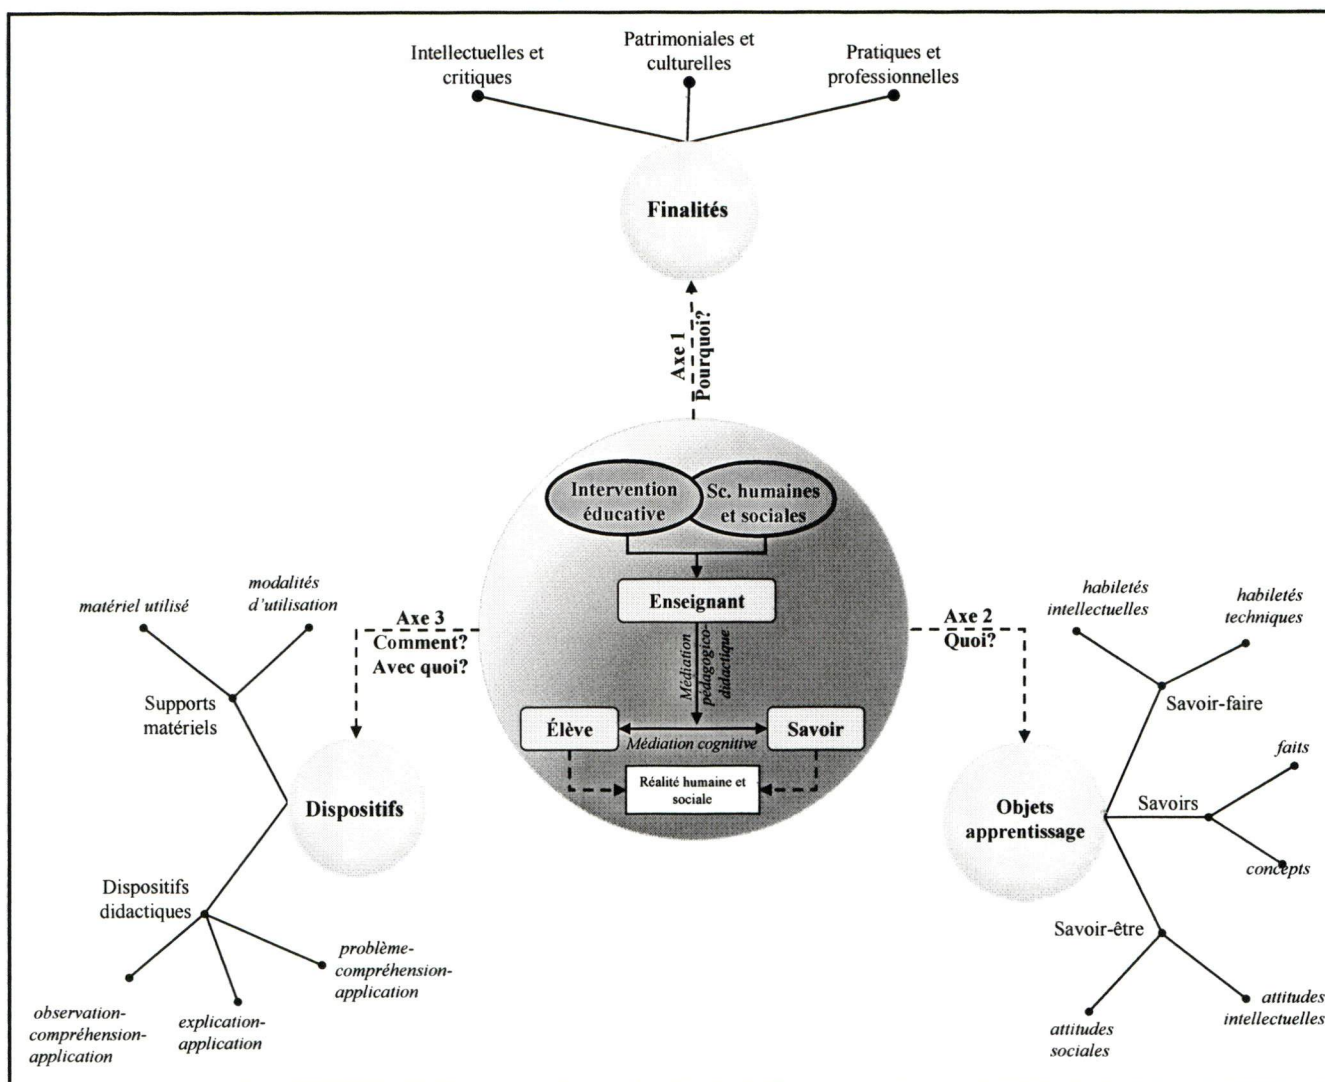 Intellectuelles et
critiques
Patrimoniales et
culturelles
Pratiques et
professionnelles
Finalités
Axe 1
Pourquoi?
Intervention
éducative
Sc. humaines
et sociales
Enseignant
Médiation
pédagogico-
didactique
Élève
Savoir
Médiation cognitive
Réalité humaine et
sociale
Axe 3
Comment?
Avec quoi?
matériel utilisé
modalités
d'utilisation
Supports
matériels
Dispositifs
Dispositifs
didactiques
observation-
compréhension-
application
explication-
application
problème-
compréhension-
application
Axe 2
Quoi?
habiletés
intellectuelles
habiletés
techniques
Savoir-faire
faits
Savoirs
concepts
Objets
apprentissage
Savoir-être
attitudes
sociales
attitudes
intellectuelles